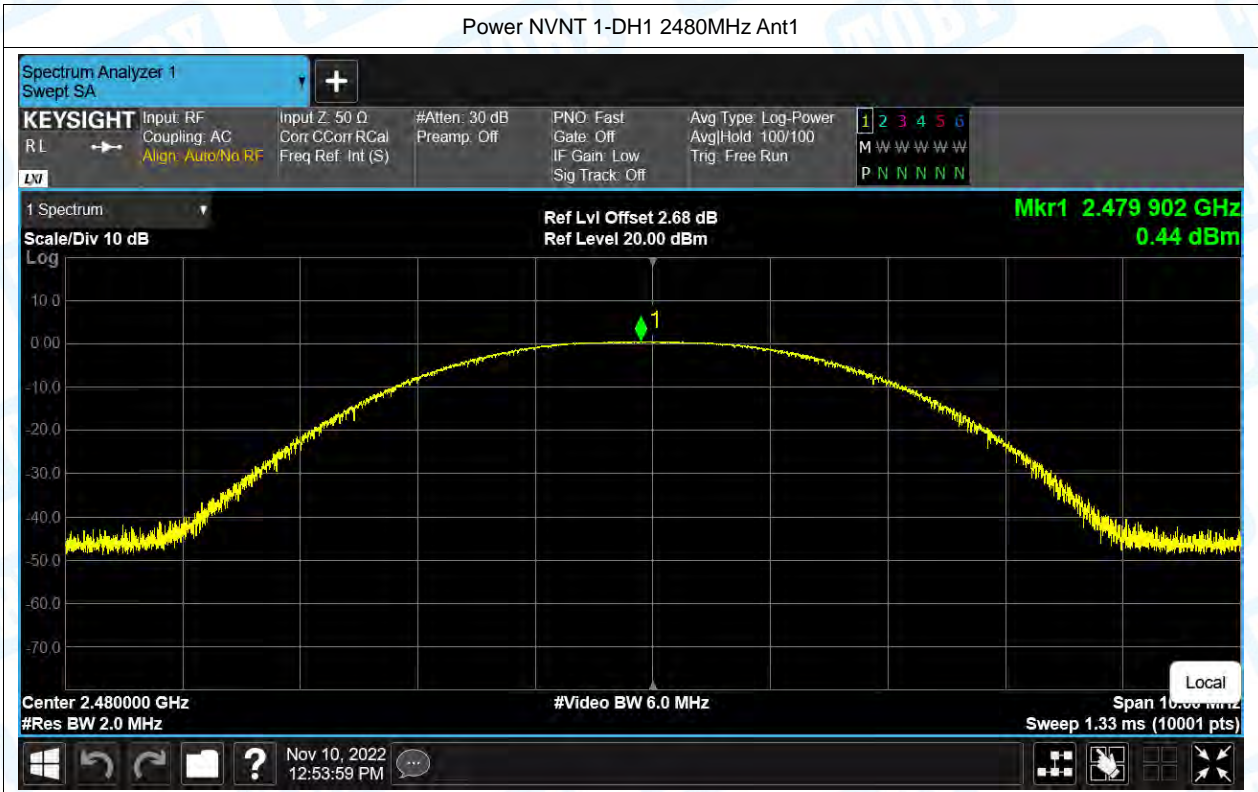 Power NVNT 1-DH1 2480MHz Ant1
Spectrum Analyzer 1
Swept SA
+
KEYSIGHT
R L
LXI
Input: RF
Coupling: AC
Align: Auto/No RF
Input Z: 50 Ω
Corr CCorr RCal
Freq Ref: Int (S)
#Atten: 30 dB
Preamp: Off
PNO: Fast
Gate: Off
IF Gain: Low
Sig Track: Off
Avg Type: Log-Power
Avg|Hold: 100/100
Trig: Free Run
1 2 3 4 5 6
M W W W W W
P N N N N N
1 Spectrum
Scale/Div 10 dB
Log
Ref Lvl Offset 2.68 dB
Ref Level 20.00 dBm
Mkr1 2.479 902 GHz
0.44 dBm
1
10.0
0.00
-10.0
-20.0
-30.0
-40.0
-50.0
-60.0
-70.0
Local
Center 2.480000 GHz
#Video BW 6.0 MHz
Span 10.00 MHz
#Res BW 2.0 MHz
Sweep 1.33 ms (10001 pts)
?
Nov 10, 2022
12:53:59 PM